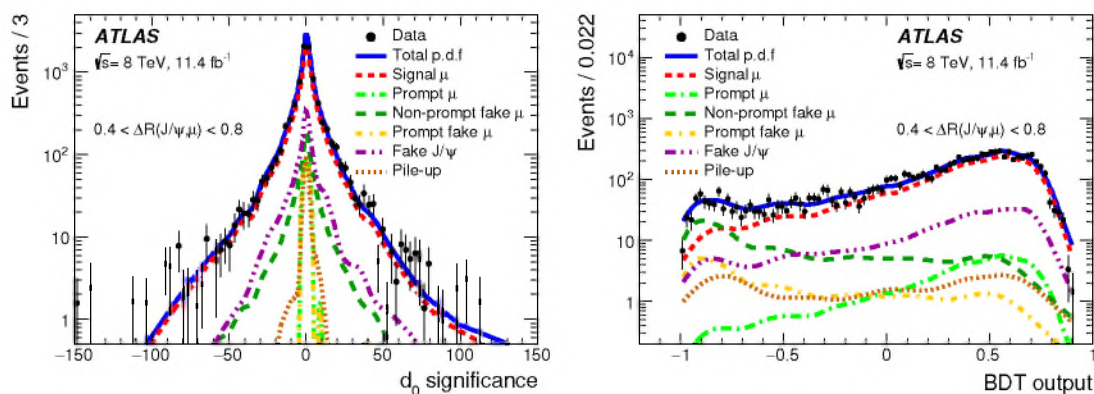 Events / 3
ATLAS
√s= 8 TeV, 11.4 fb⁻¹
0.4 < ΔR(J/ψ,μ) < 0.8
Data
Total p.d.f
Signal μ
Prompt μ
Non-prompt fake μ
Prompt fake μ
Fake J/ψ
Pile-up
10³
10²
10
1
−150
−100
−50
0
50
100
150
d₀ significance
Events / 0.022
Data
Total p.d.f
Signal μ
Prompt μ
Non-prompt fake μ
Prompt fake μ
Fake J/ψ
Pile-up
ATLAS
√s= 8 TeV, 11.4 fb⁻¹
0.4 < ΔR(J/ψ,μ) < 0.8
10⁴
10³
10²
10
1
−1
−0.5
0
0.5
1
BDT output